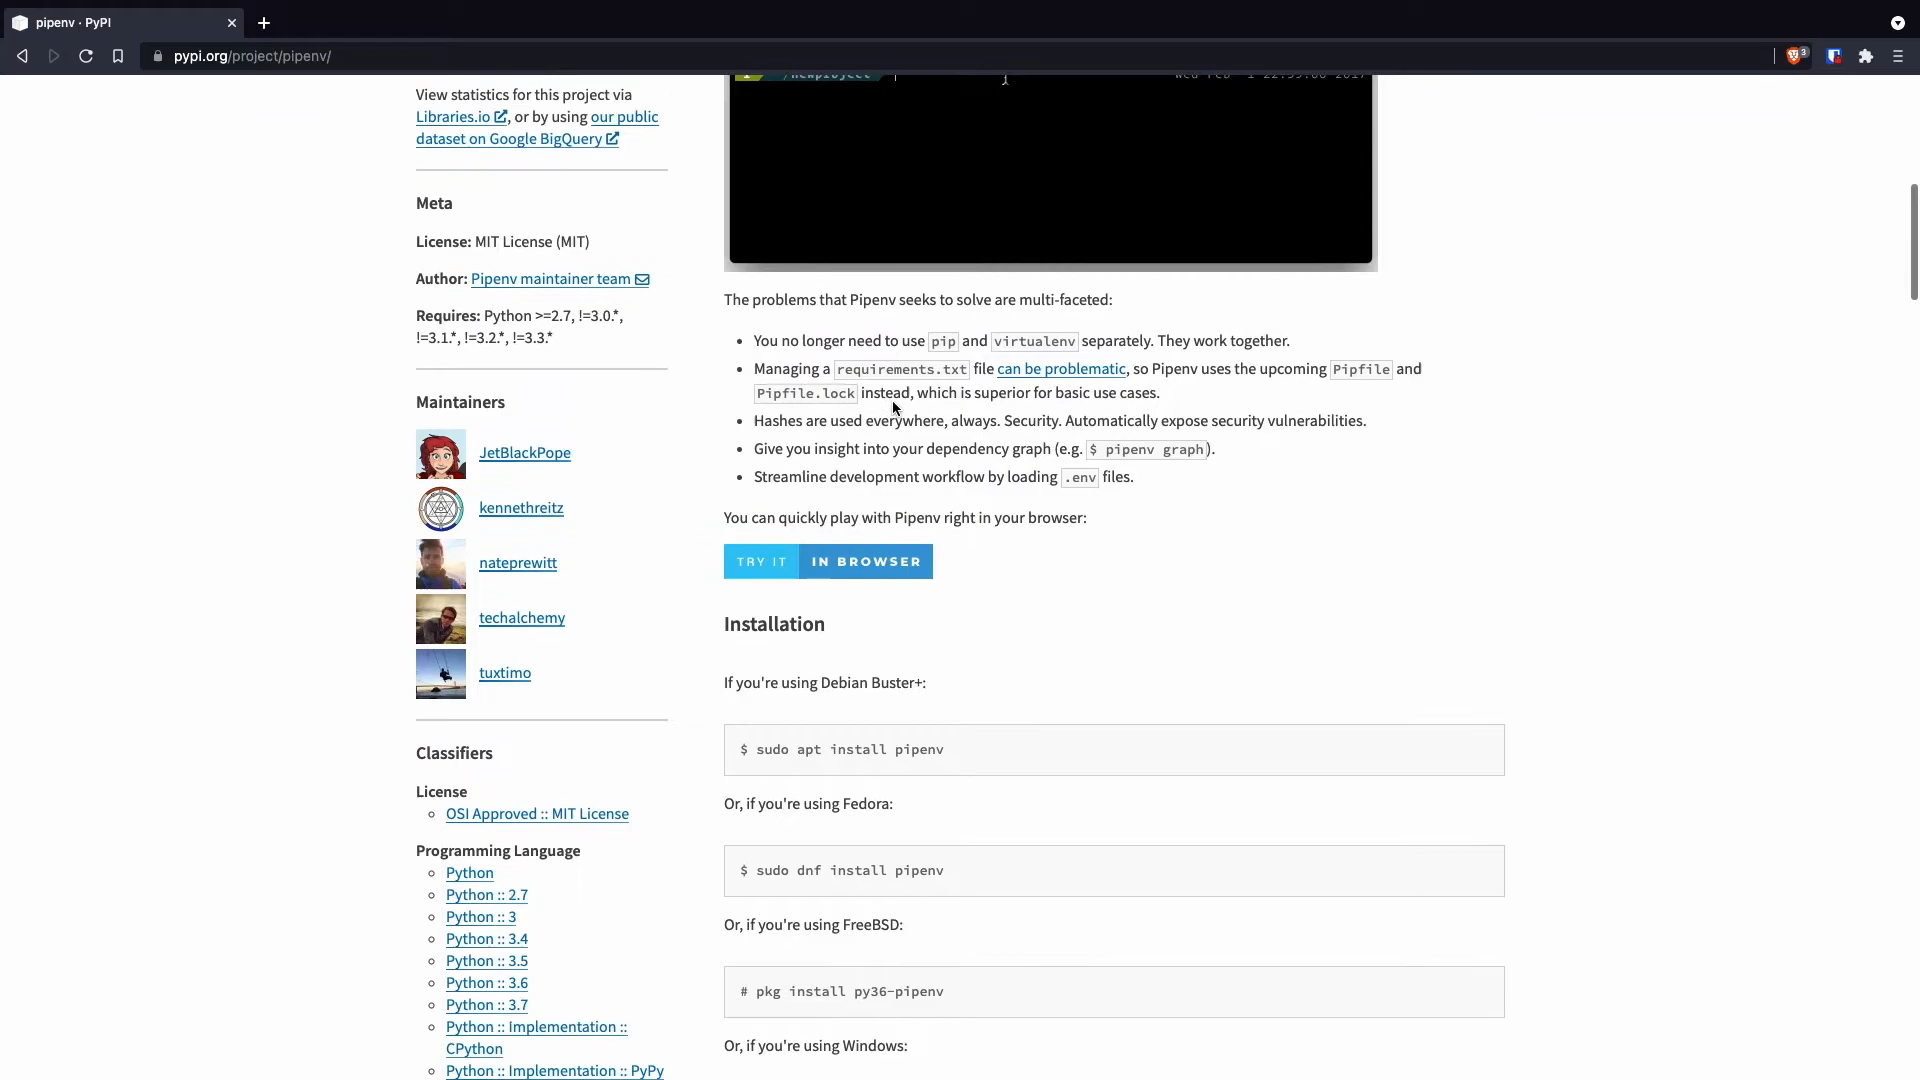 pipenv · PyPI
pypi.org/project/pipenv/
3
View statistics for this project via
Libraries.io, or by using our public
dataset on Google BigQuery
Meta
License: MIT License (MIT)
Author: Pipenv maintainer team
Requires: Python >=2.7, !=3.0.*,
!=3.1.*, !=3.2.*, !=3.3.*
Maintainers
JetBlackPope
kennethreitz
nateprewitt
techalchemy
tuxtimo
Classifiers
License
OSI Approved :: MIT License
Programming Language
Python
Python :: 2.7
Python :: 3
Python :: 3.4
Python :: 3.5
Python :: 3.6
Python :: 3.7
Python :: Implementation ::
CPython
Python :: Implementation :: PyPy
The problems that Pipenv seeks to solve are multi-faceted:
You no longer need to use pip and virtualenv separately. They work together.
Managing a requirements.txt file can be problematic, so Pipenv uses the upcoming Pipfile and
Pipfile.lock instead, which is superior for basic use cases.
Hashes are used everywhere, always. Security. Automatically expose security vulnerabilities.
Give you insight into your dependency graph (e.g. $ pipenv graph).
Streamline development workflow by loading .env files.
You can quickly play with Pipenv right in your browser:
TRY IT IN BROWSER
Installation
If you're using Debian Buster+:
$ sudo apt install pipenv
Or, if you're using Fedora:
$ sudo dnf install pipenv
Or, if you're using FreeBSD:
# pkg install py36-pipenv
Or, if you're using Windows: